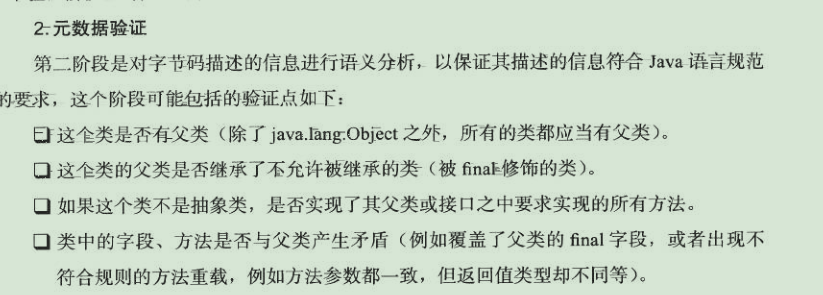 2.元数据验证
第二阶段是对字节码描述的信息进行语义分析，以保证其描述的信息符合 Java 语言规范
的要求，这个阶段可能包括的验证点如下：
❑ 这个类是否有父类（除了 java.lang.Object 之外，所有的类都应当有父类）。
❑ 这个类的父类是否继承了不允许被继承的类（被 final 修饰的类）。
❑ 如果这个类不是抽象类，是否实现了其父类或接口之中要求实现的所有方法。
❑ 类中的字段、方法是否与父类产生矛盾（例如覆盖了父类的 final 字段，或者出现不
符合规则的方法重载，例如方法参数都一致，但返回值类型却不同等）。